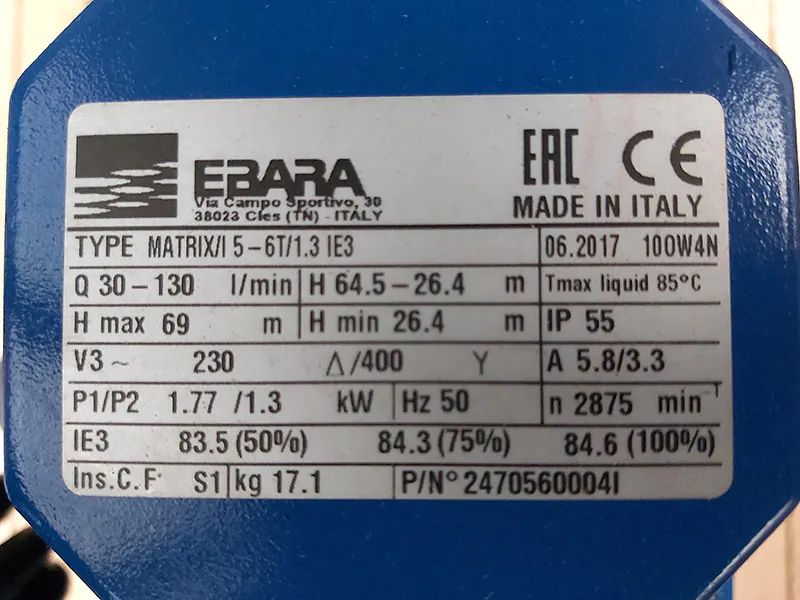 EBARA
Via Campo Sportivo, 30
38023 Cles (TN) - ITALY
EAC CE
MADE IN ITALY
TYPE MATRIX/I 5-6T/1.3 IE3 06.2017 100W4N
Q 30-130 l/min H 64.5-26.4 m Tmax liquid 85°C
H max 69 m H min 26.4 m IP 55
V3~ 230 Δ/400 Y A 5.8/3.3
P1/P2 1.77 /1.3 kW Hz 50 n 2875 min⁻¹
IE3 83.5 (50%) 84.3 (75%) 84.6 (100%)
Ins.C.F S1 kg 17.1 P/N° 2470560004I